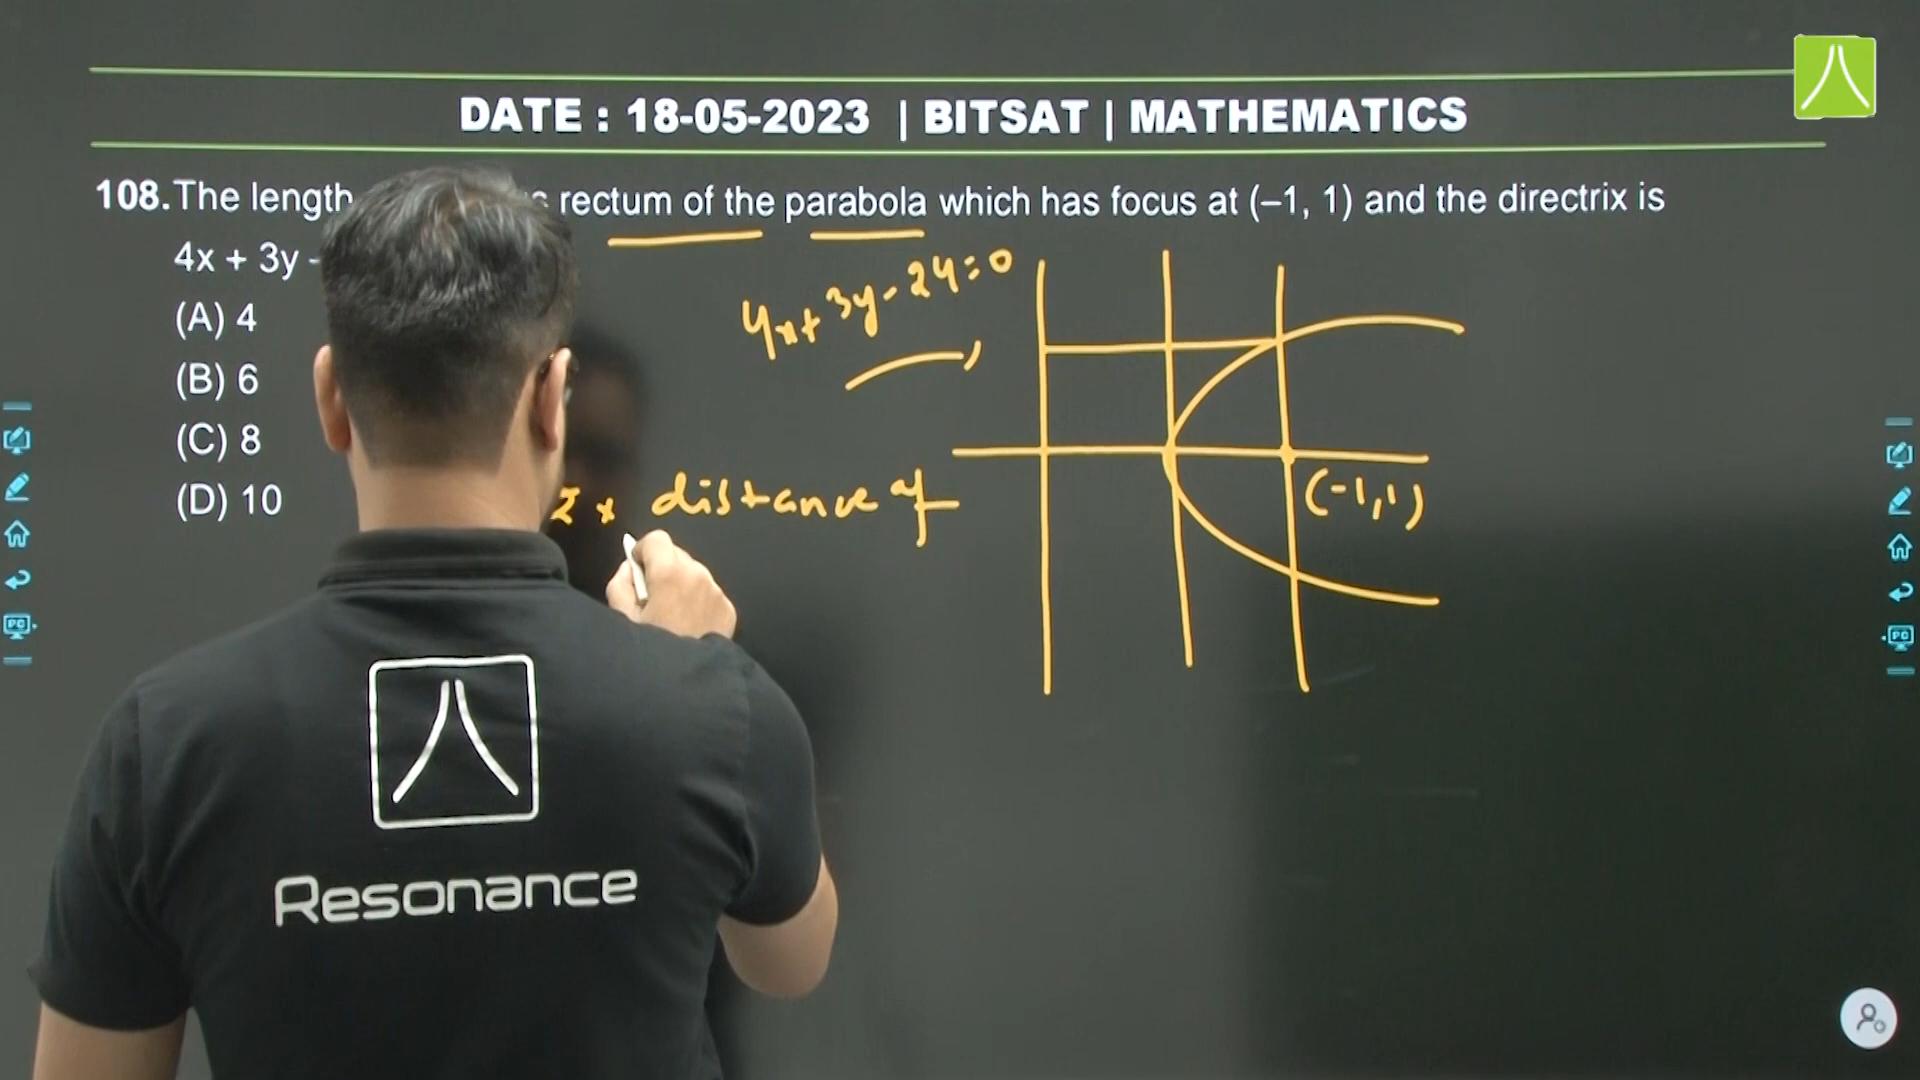 DATE : 18-05-2023 | BITSAT | MATHEMATICS
108. The length rectum of the parabola which has focus at (–1, 1) and the directrix is
4x + 3y -
(A) 4
(B) 6
(C) 8
(D) 10
4x+3y-24=0
2 × distance of
(-1,1)
Resonance
PC
PC